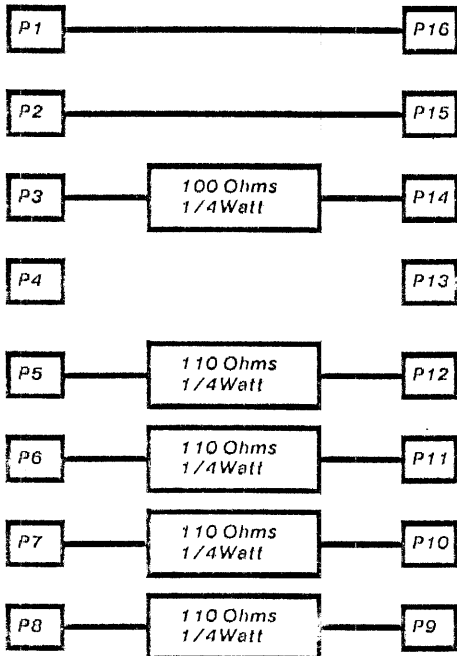 P1 P16
P2 P15
P3 100 Ohms P14
1/4Watt
P4 P13
P5 110 Ohms P12
1/4Watt
P6 110 Ohms P11
1/4Watt
P7 110 Ohms P10
1/4Watt
P8 110 Ohms P9
1/4Watt